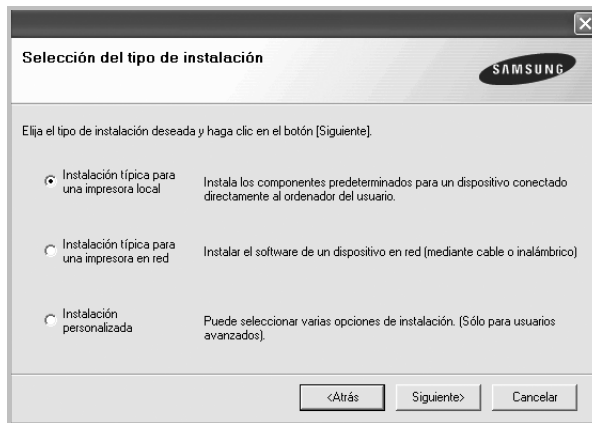 Selección del tipo de instalación
SAMSUNG
Elija el tipo de instalación deseada y haga clic en el botón [Siguiente].
Instalación típica para
una impresora local
Instala los componentes predeterminados para un dispositivo conectado
directamente al ordenador del usuario.
Instalación típica para
una impresora en red
Instalar el software de un dispositivo en red (mediante cable o inalámbrico)
Instalación
personalizada
Puede seleccionar varias opciones de instalación. (Sólo para usuarios
avanzados).
<Atrás
Siguiente>
Cancelar